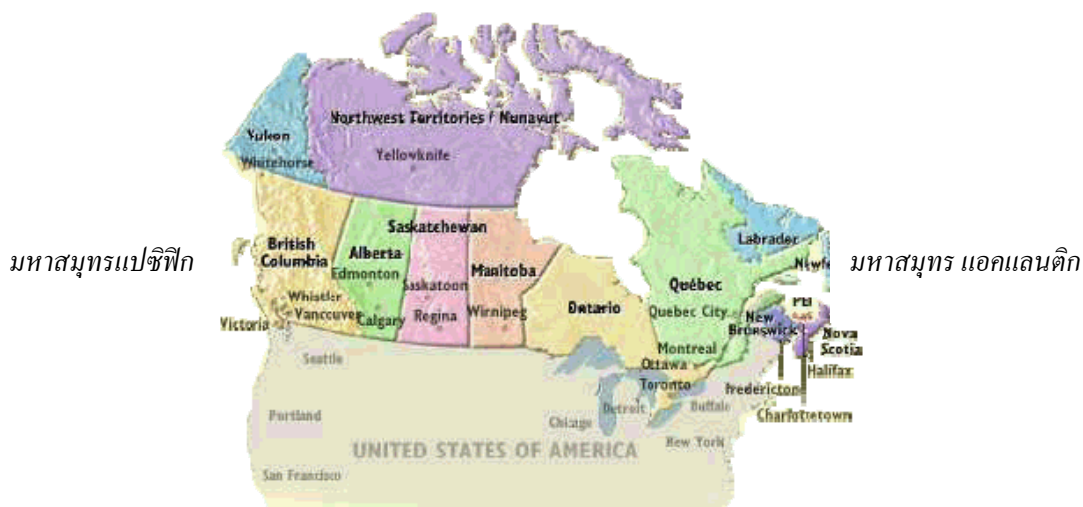 Northwest Territories / Nunavut
Yukon
Whitehorse
Yellowknife
British
Columbia
Alberta
Edmonton
Saskatchewan
Saskatoon
Manitoba
Ontario
Québec
Quebec City
Labrador
Newfo
มหาสมุทรแปซิฟิก
มหาสมุทร แอตแลนติก
Whistler
Vancouver
Victoria
Calgary
Regina
Winnipeg
PEI
New
Brunswick
Nova
Scotia
Montreal
Ottawa
Toronto
Halifax
Fredericton
Charlottetown
Seattle
Portland
San Francisco
Chicago
Detroit
Buffalo
New York
UNITED STATES OF AMERICA